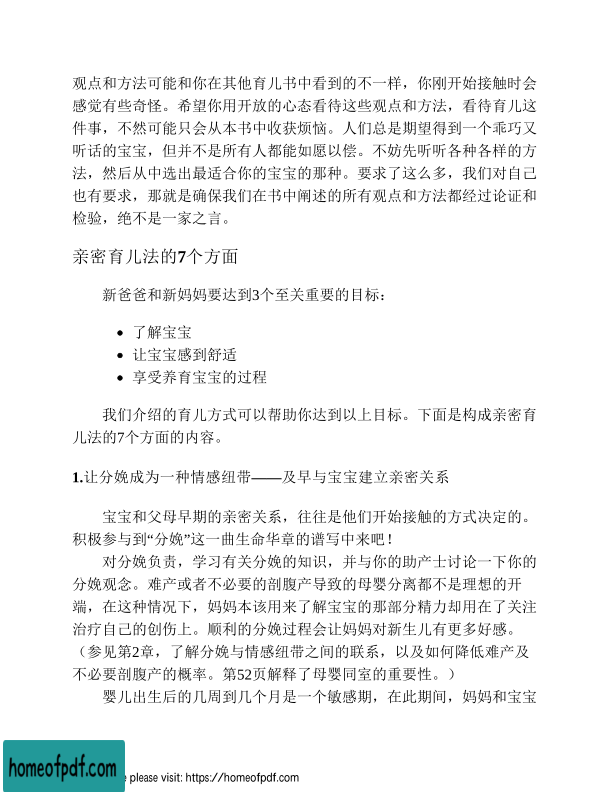 观点和方法可能和你在其他育儿书中看到的不一样，你刚开始接触时会
感觉有些奇怪。希望你用开放的心态看待这些观点和方法，看待育儿这
件事，不然可能只会从本书中收获烦恼。人们总是期望得到一个乖巧又
听话的宝宝，但并不是所有人都能如愿以偿。不妨先听听各种各样的方
法，然后从中选出最适合你的宝宝的那种。要求了这么多，我们对自己
也有要求，那就是确保我们在书中阐述的所有观点和方法都经过论证和
检验，绝不是一家之言。
亲密育儿法的7个方面
新爸爸和新妈妈要达到3个至关重要的目标：
• 了解宝宝
• 让宝宝感到舒适
• 享受养育宝宝的过程
我们介绍的育儿方式可以帮助你达到以上目标。下面是构成亲密育
儿法的7个方面的内容。
1.让分娩成为一种情感纽带——及早与宝宝建立亲密关系
宝宝和父母早期的亲密关系，往往是他们开始接触的方式决定的。
积极参与到“分娩”这一曲生命华章的谱写中来吧！
对分娩负责，学习有关分娩的知识，并与你的助产士讨论一下你的
分娩观念。难产或者不必要的剖腹产导致的母婴分离都不是理想的开
端，在这种情况下，妈妈本该用来了解宝宝的那部分精力却用在了关注
治疗自己的创伤上。顺利的分娩过程会让妈妈对新生儿有更多好感。
（参见第2章，了解分娩与情感纽带之间的联系，以及如何降低难产及
不必要剖腹产的概率。第52页解释了母婴同室的重要性。）
婴儿出生后的几周到几个月是一个敏感期，在此期间，妈妈和宝宝
homeofpdf.com
e please visit: https://homeofpdf.com